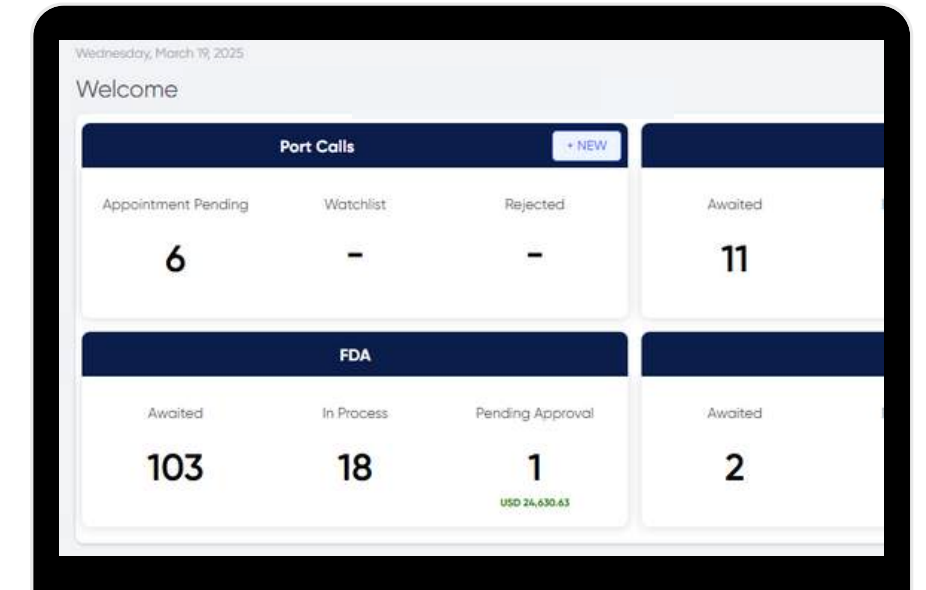 Wednesday, March 19, 2025
Welcome
Port Calls
+ NEW
Appointment Pending
Watchlist
Rejected
Awaited
6
-
-
11
FDA
Awaited
In Process
Pending Approval
Awaited
103
18
1
2
USD 24,630.63